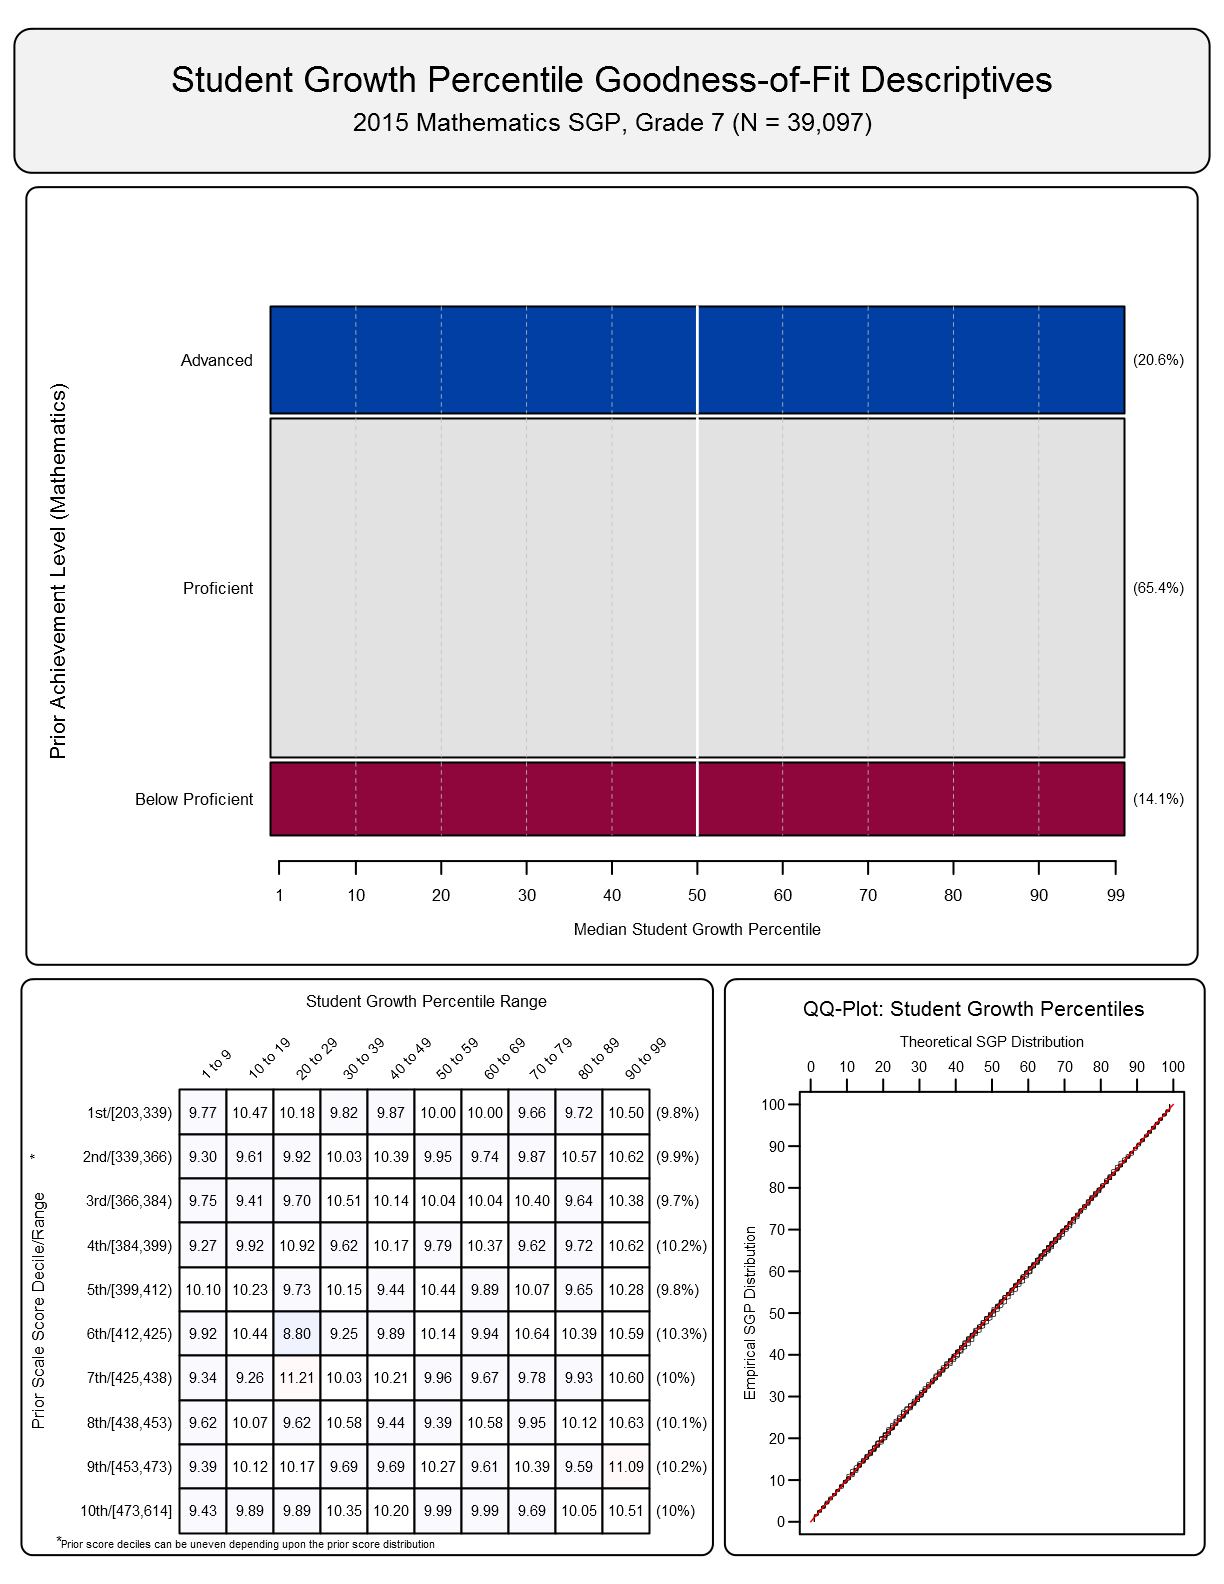 Student Growth Percentile Goodness-of-Fit Descriptives
2015 Mathematics SGP, Grade 7 (N = 39,097)
Prior Achievement Level (Mathematics)
Advanced (20.6%)
Proficient (65.4%)
Below Proficient (14.1%)
1 10 20 30 40 50 60 70 80 90 99
Median Student Growth Percentile
Student Growth Percentile Range
1 to 9 10 to 19 20 to 29 30 to 39 40 to 49 50 to 59 60 to 69 70 to 79 80 to 89 90 to 99
Prior Scale Score Decile/Range *
1st/[203,339) 9.77 10.47 10.18 9.82 9.87 10.00 10.00 9.66 9.72 10.50 (9.8%)
2nd/[339,366) 9.30 9.61 9.92 10.03 10.39 9.95 9.74 9.87 10.57 10.62 (9.9%)
3rd/[366,384) 9.75 9.41 9.70 10.51 10.14 10.04 10.04 10.40 9.64 10.38 (9.7%)
4th/[384,399) 9.27 9.92 10.92 9.62 10.17 9.79 10.37 9.62 9.72 10.62 (10.2%)
5th/[399,412) 10.10 10.23 9.73 10.15 9.44 10.44 9.89 10.07 9.65 10.28 (9.8%)
6th/[412,425) 9.92 10.44 8.80 9.25 9.89 10.14 9.94 10.64 10.39 10.59 (10.3%)
7th/[425,438) 9.34 9.26 11.21 10.03 10.21 9.96 9.67 9.78 9.93 10.60 (10%)
8th/[438,453) 9.62 10.07 9.62 10.58 9.44 9.39 10.58 9.95 10.12 10.63 (10.1%)
9th/[453,473) 9.39 10.12 10.17 9.69 9.69 10.27 9.61 10.39 9.59 11.09 (10.2%)
10th/[473,614] 9.43 9.89 9.89 10.35 10.20 9.99 9.99 9.69 10.05 10.51 (10%)
*Prior score deciles can be uneven depending upon the prior score distribution
QQ-Plot: Student Growth Percentiles
Theoretical SGP Distribution
0 10 20 30 40 50 60 70 80 90 100
Empirical SGP Distribution
100
90
80
70
60
50
40
30
20
10
0